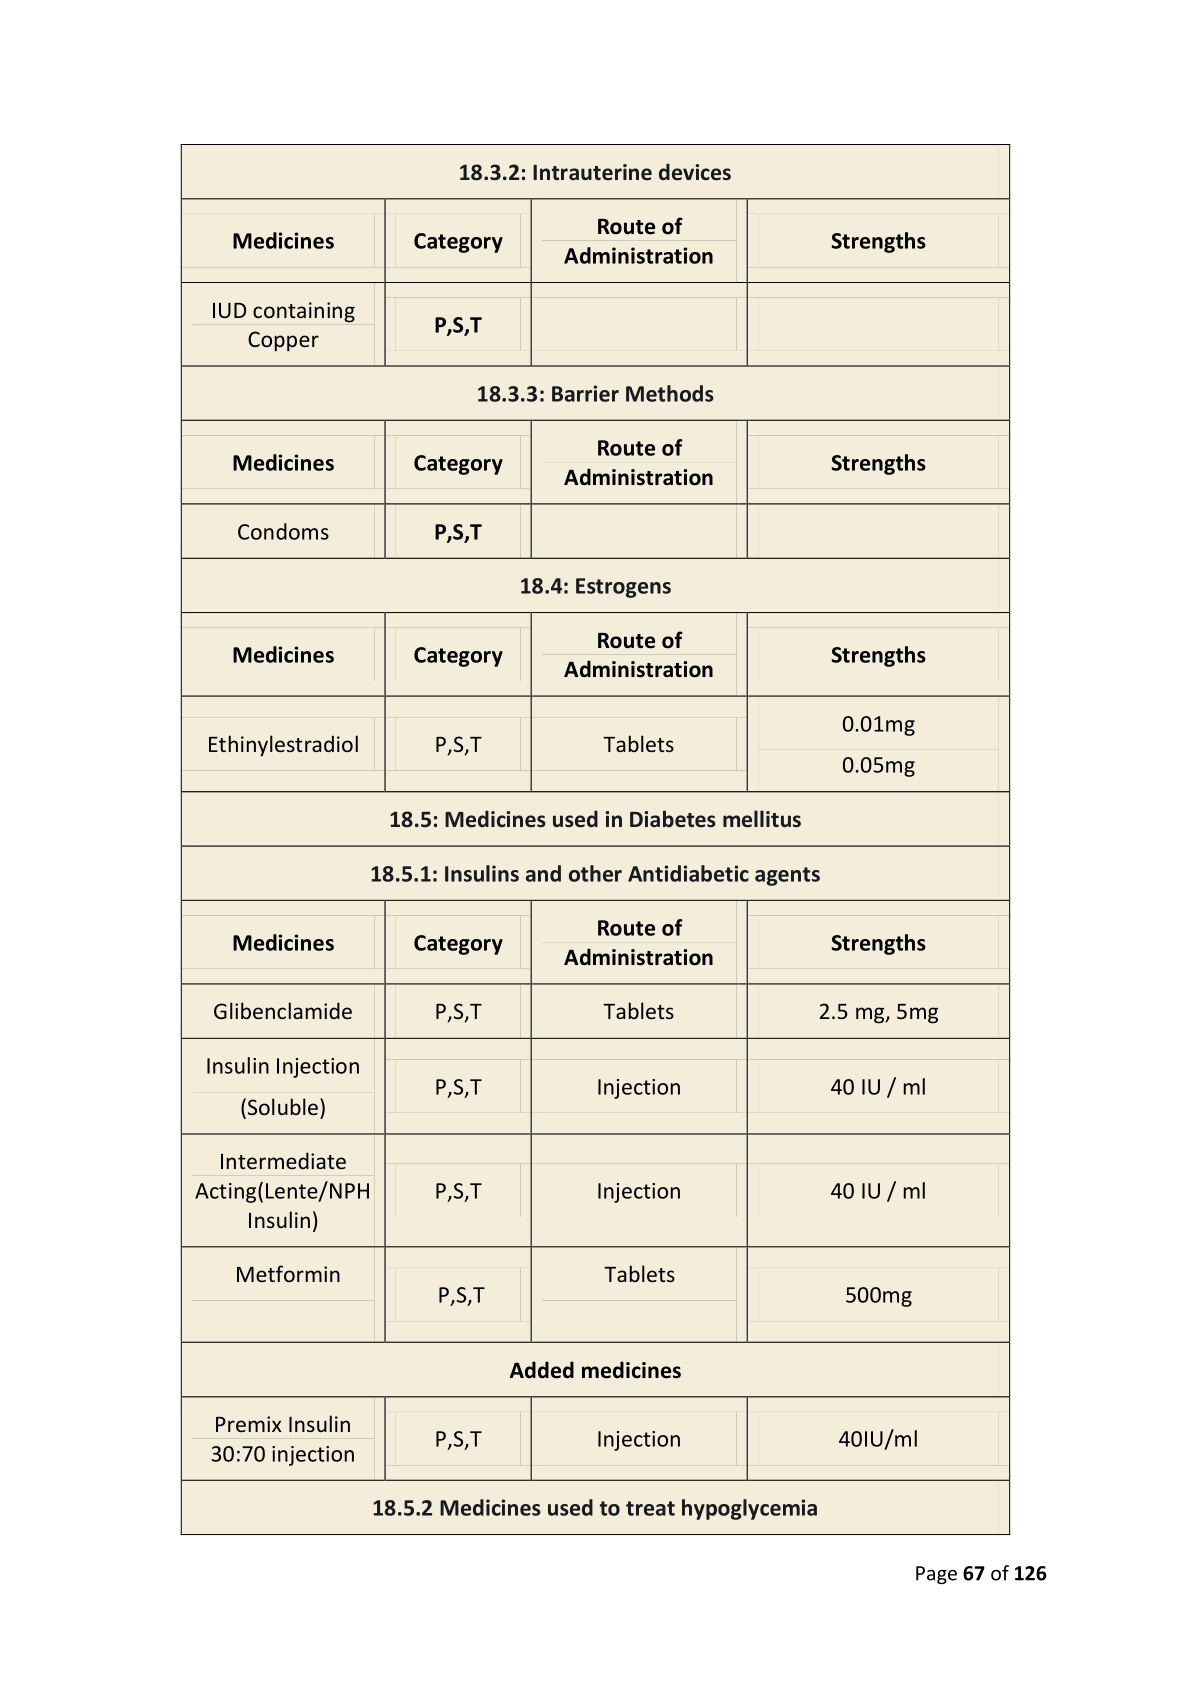 18.3.2: Intrauterine devices
Medicines Category Route of Administration Strengths
IUD containing Copper P,S,T
18.3.3: Barrier Methods
Medicines Category Route of Administration Strengths
Condoms P,S,T
18.4: Estrogens
Medicines Category Route of Administration Strengths
Ethinylestradiol P,S,T Tablets 0.01mg
0.05mg
18.5: Medicines used in Diabetes mellitus
18.5.1: Insulins and other Antidiabetic agents
Medicines Category Route of Administration Strengths
Glibenclamide P,S,T Tablets 2.5 mg, 5mg
Insulin Injection (Soluble) P,S,T Injection 40 IU / ml
Intermediate Acting(Lente/NPH Insulin) P,S,T Injection 40 IU / ml
Metformin P,S,T Tablets 500mg
Added medicines
Premix Insulin 30:70 injection P,S,T Injection 40IU/ml
18.5.2 Medicines used to treat hypoglycemia
Page 67 of 126